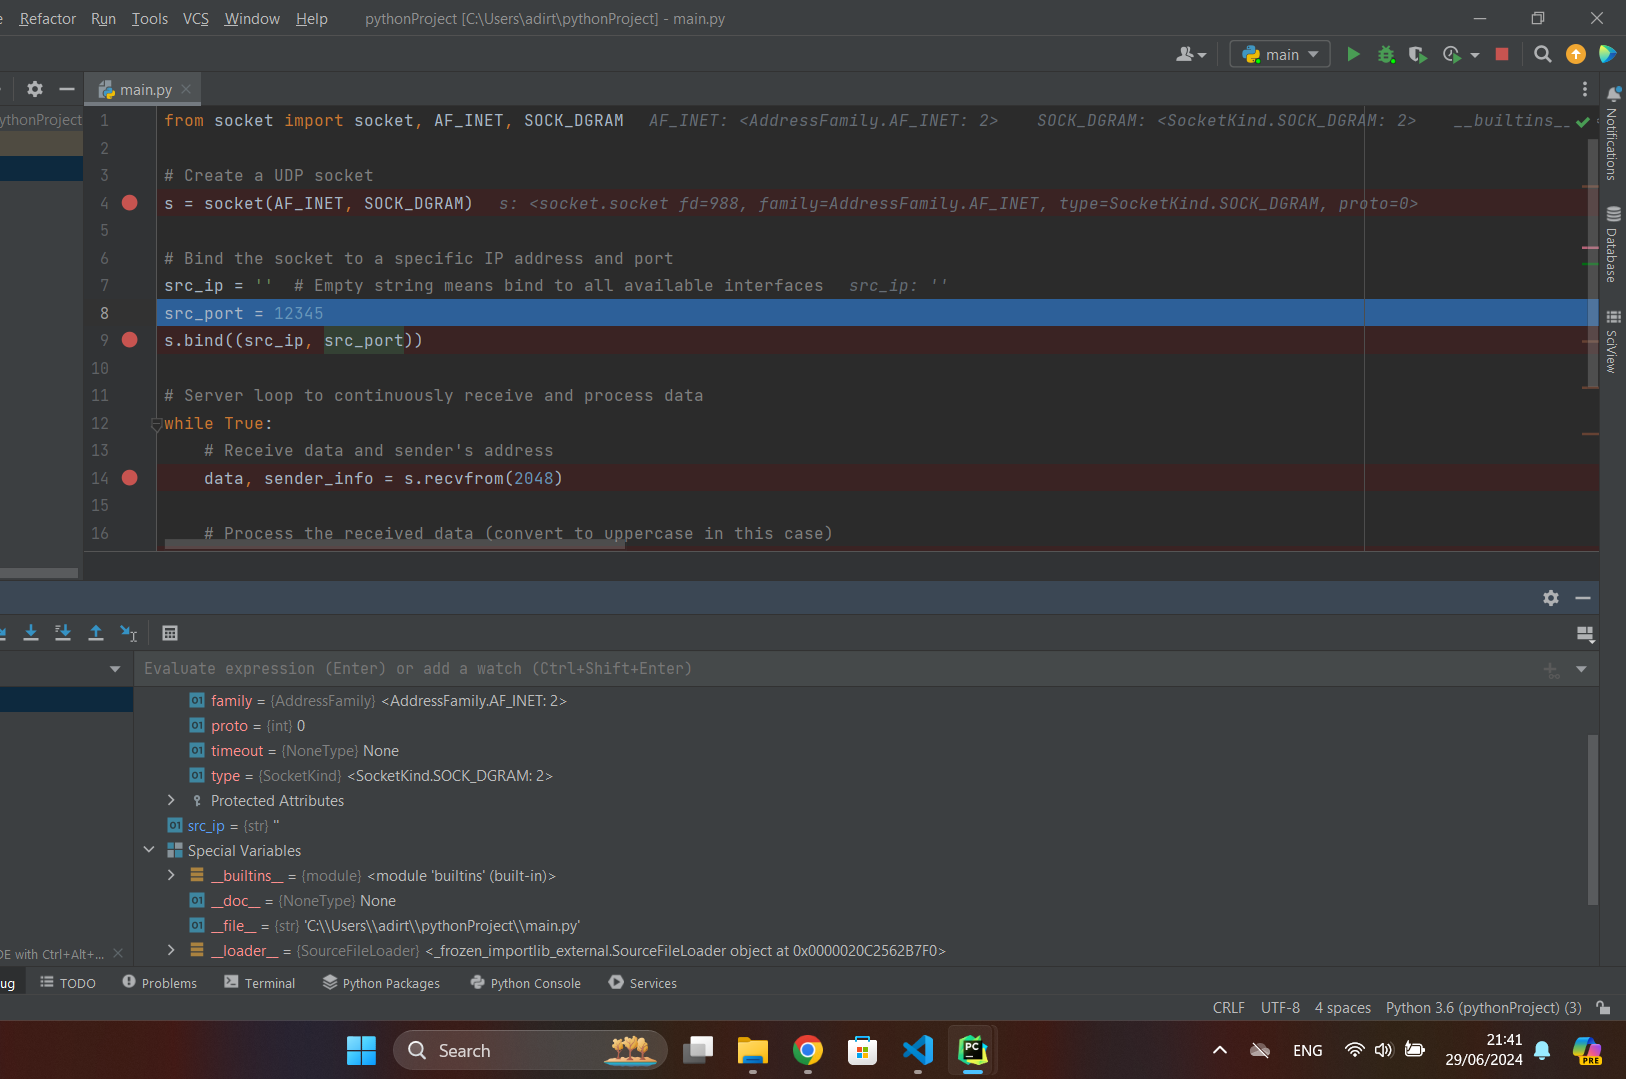 Refactor Run Tools VCS Window Help pythonProject [C:\Users\adirt\pythonProject] - main.py
main
main.py
ythonProject
1 from socket import socket, AF_INET, SOCK_DGRAM AF_INET: <AddressFamily.AF_INET: 2> SOCK_DGRAM: <SocketKind.SOCK_DGRAM: 2> __builtins__
2
3 # Create a UDP socket
4 s = socket(AF_INET, SOCK_DGRAM) s: <socket.socket fd=988, family=AddressFamily.AF_INET, type=SocketKind.SOCK_DGRAM, proto=0>
5
6 # Bind the socket to a specific IP address and port
7 src_ip = '' # Empty string means bind to all available interfaces src_ip: ''
8 src_port = 12345
9 s.bind((src_ip, src_port))
10
11 # Server loop to continuously receive and process data
12 while True:
13 # Receive data and sender's address
14 data, sender_info = s.recvfrom(2048)
15
16 # Process the received data (convert to uppercase in this case)
Notifications
Database
SciView
Evaluate expression (Enter) or add a watch (Ctrl+Shift+Enter)
01 family = {AddressFamily} <AddressFamily.AF_INET: 2>
01 proto = {int} 0
01 timeout = {NoneType} None
01 type = {SocketKind} <SocketKind.SOCK_DGRAM: 2>
Protected Attributes
01 src_ip = {str} ''
Special Variables
__builtins__ = {module} <module 'builtins' (built-in)>
01 __doc__ = {NoneType} None
01 __file__ = {str} 'C:\\Users\\adirt\\pythonProject\\main.py'
__loader__ = {SourceFileLoader} <_frozen_importlib_external.SourceFileLoader object at 0x0000020C2562B7F0>
DE with Ctrl+Alt+...
ug TODO Problems Terminal Python Packages Python Console Services
CRLF UTF-8 4 spaces Python 3.6 (pythonProject) (3)
Search PC ENG 21:41
29/06/2024 PRE